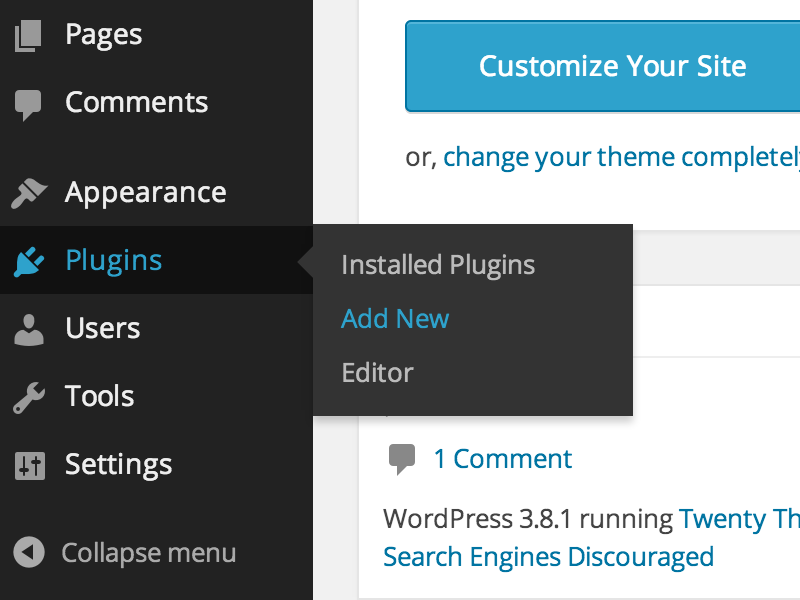 Pages
Comments
Appearance
Plugins
Users
Tools
Settings
Collapse menu
Customize Your Site
or, change your theme completely
Installed Plugins
Add New
Editor
1 Comment
WordPress 3.8.1 running Twenty Th
Search Engines Discouraged